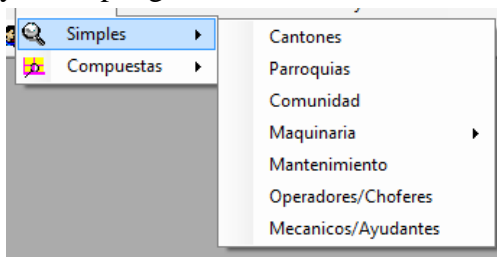 Simples
Compuestas
Cantones
Parroquias
Comunidad
Maquinaria
Mantenimiento
Operadores/Choferes
Mecanicos/Ayudantes